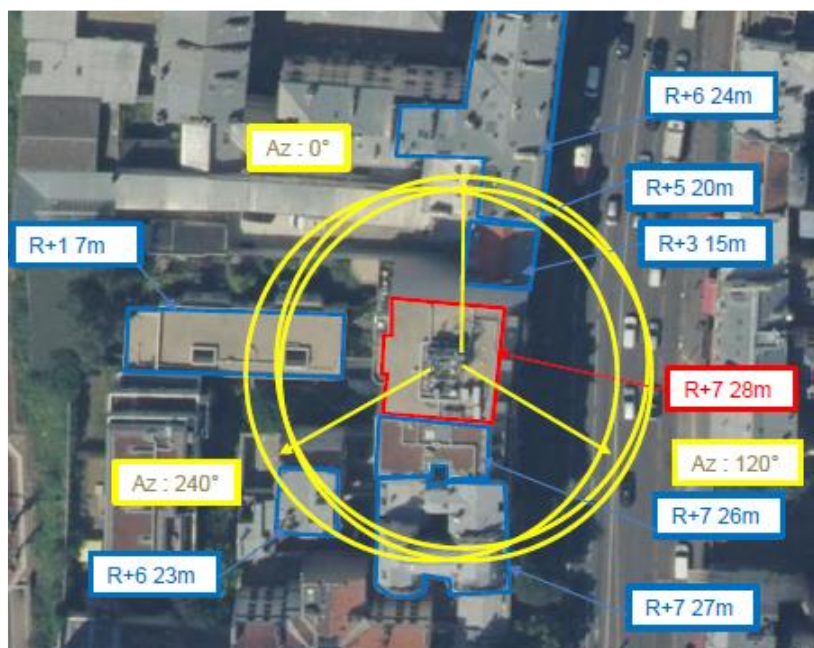 R+6 24m
Az : 0°
R+5 20m
R+1 7m
R+3 15m
R+7 28m
Az : 240°
Az : 120°
R+7 26m
R+6 23m
R+7 27m